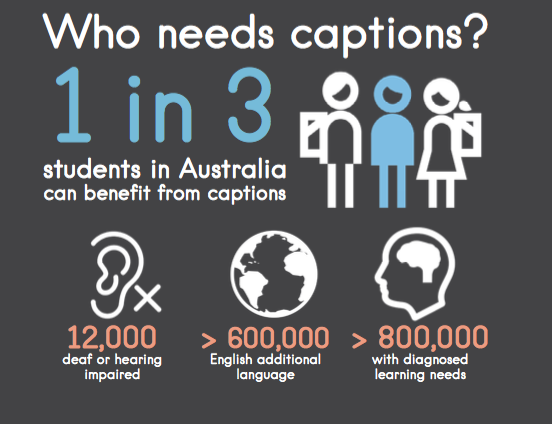 Who needs captions?
1 in 3
students in Australia
can benefit from captions
12,000
deaf or hearing
impaired
> 600,000
English additional
language
> 800,000
with diagnosed
learning needs